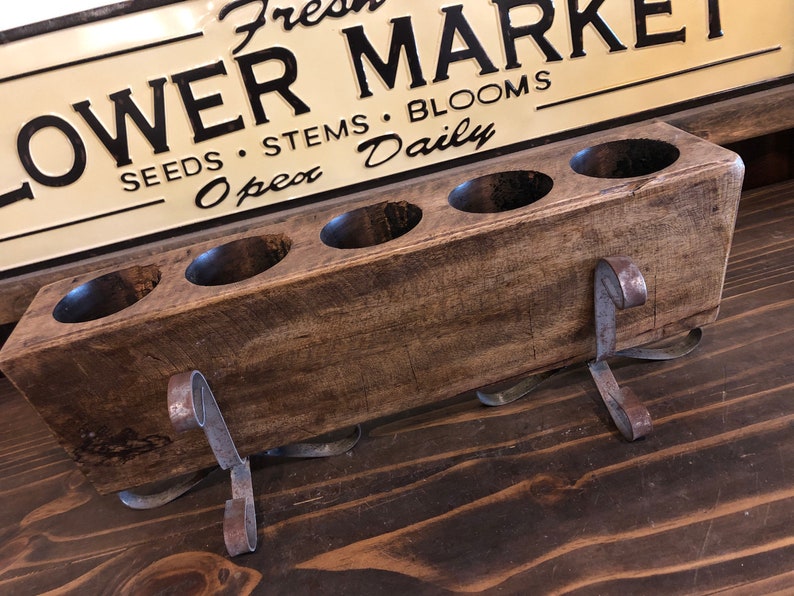 Fresh
LOWER MARKET
SEEDS • STEMS • BLOOMS
Open Daily